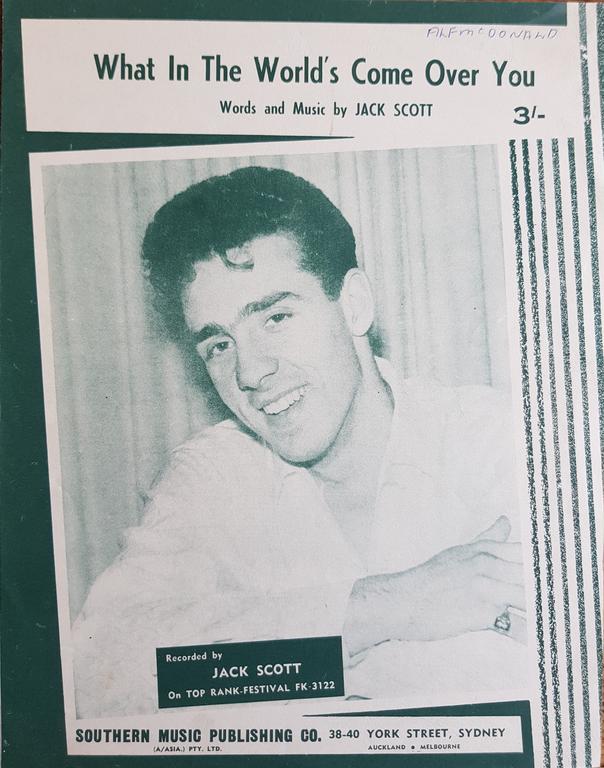 ALF McDONALD
What In The World's Come Over You
Words and Music by JACK SCOTT
3/-
Recorded by
JACK SCOTT
On TOP RANK-FESTIVAL FK-3122
SOUTHERN MUSIC PUBLISHING CO. 38-40 YORK STREET, SYDNEY
(A/ASIA.) PTY. LTD. AUCKLAND • MELBOURNE